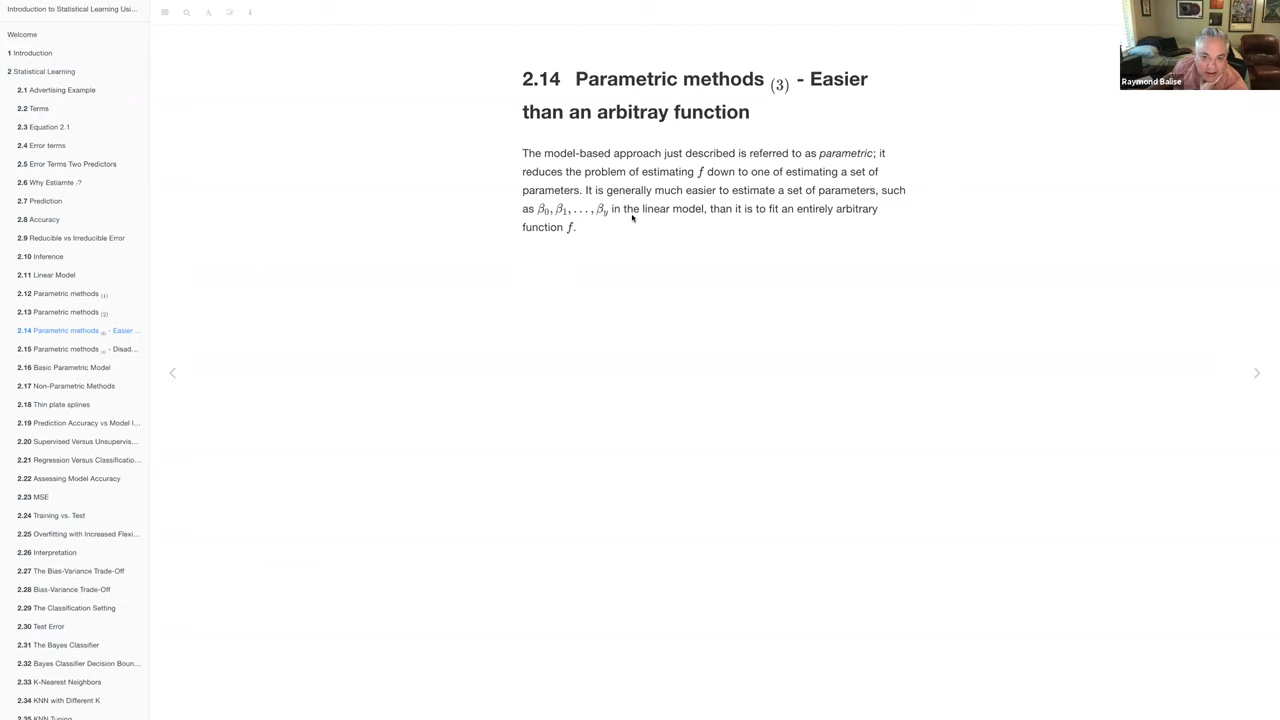 Introduction to Statistical Learning Usi...
Welcome
1 Introduction
2 Statistical Learning
2.1 Advertising Example
2.2 Terms
2.3 Equation 2.1
2.4 Error terms
2.5 Error Terms Two Predictors
2.6 Why Estiamte f?
2.7 Prediction
2.8 Accuracy
2.9 Reducible vs Irreducible Error
2.10 Inference
2.11 Linear Model
2.12 Parametric methods (1)
2.13 Parametric methods (2)
2.14 Parametric methods (3) - Easier ...
2.15 Parametric methods (4) - Disad...
2.16 Basic Parametric Model
2.17 Non-Parametric Methods
2.18 Thin plate splines
2.19 Prediction Accuracy vs Model I...
2.20 Supervised Versus Unsupervis...
2.21 Regression Versus Classificatio...
2.22 Assessing Model Accuracy
2.23 MSE
2.24 Training vs. Test
2.25 Overfitting with Increased Flexi...
2.26 Interpretation
2.27 The Bias-Variance Trade-Off
2.28 Bias-Variance Trade-Off
2.29 The Classification Setting
2.30 Test Error
2.31 The Bayes Classifier
2.32 Bayes Classifier Decision Boun...
2.33 K-Nearest Neighbors
2.34 KNN with Different K
2.35 KNN Tuning
2.14 Parametric methods (3) - Easier
than an arbitray function
The model-based approach just described is referred to as parametric; it
reduces the problem of estimating f down to one of estimating a set of
parameters. It is generally much easier to estimate a set of parameters, such
as β0, β1, . . . , βy in the linear model, than it is to fit an entirely arbitrary
function f.
Raymond Balise